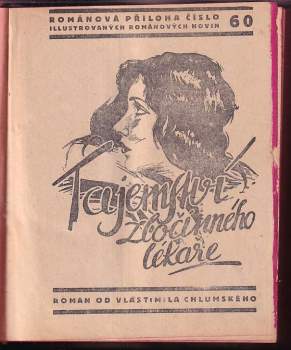 ROMÁNOVÁ PŘÍLOHA ČÍSLO
ILLUSTROVANÝCH ROMÁNOVÝCH NOVIN
60
Tajemství
zločinného
lékaře
ROMÁN OD VLASTIMILA CHLUMSKÉHO